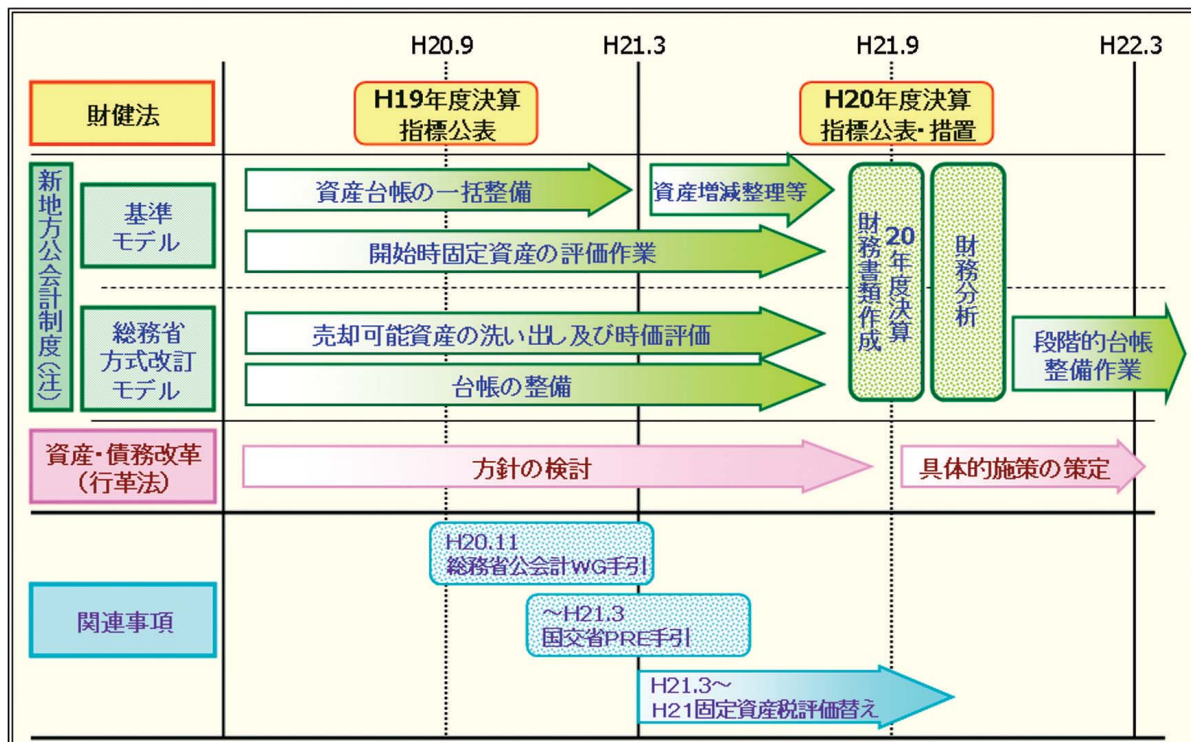 H20.9
H21.3
H21.9
H22.3
財健法
H19年度決算
指標公表
H20年度決算
指標公表・措置
新地方公会計制度(注)
基準
モデル
資産台帳の一括整備
資産増減整理等
開始時固定資産の評価作業
総務省
方式改訂
モデル
売却可能資産の洗い出し及び時価評価
台帳の整備
20年度決算
財務書類作成
財務分析
段階的台帳
整備作業
資産・債務改革
(行革法)
方針の検討
具体的施策の策定
関連事項
H20.11
総務省公会計WG手引
～H21.3
国交省PRE手引
H21.3～
H21固定資産税評価替え